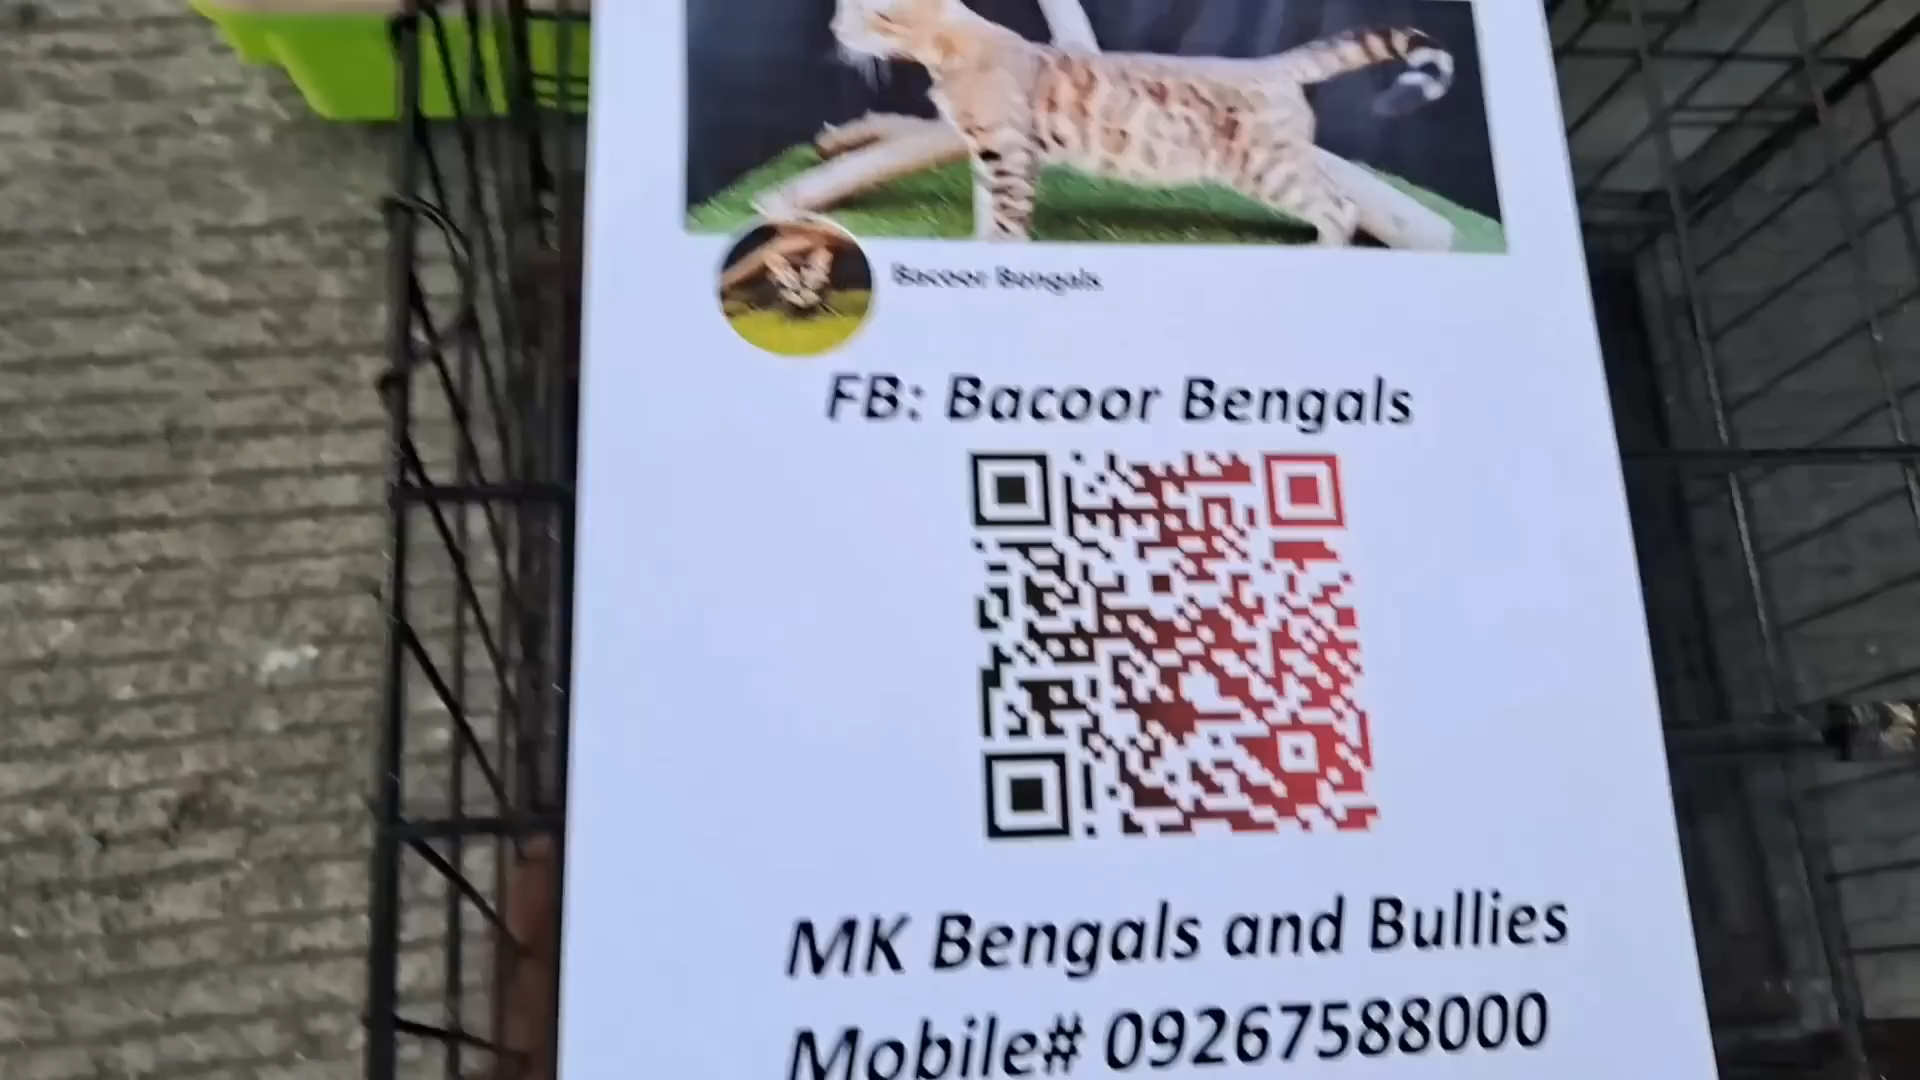 Bacoor Bengals
FB: Bacoor Bengals
MK Bengals and Bullies
Mobile# 09267588000